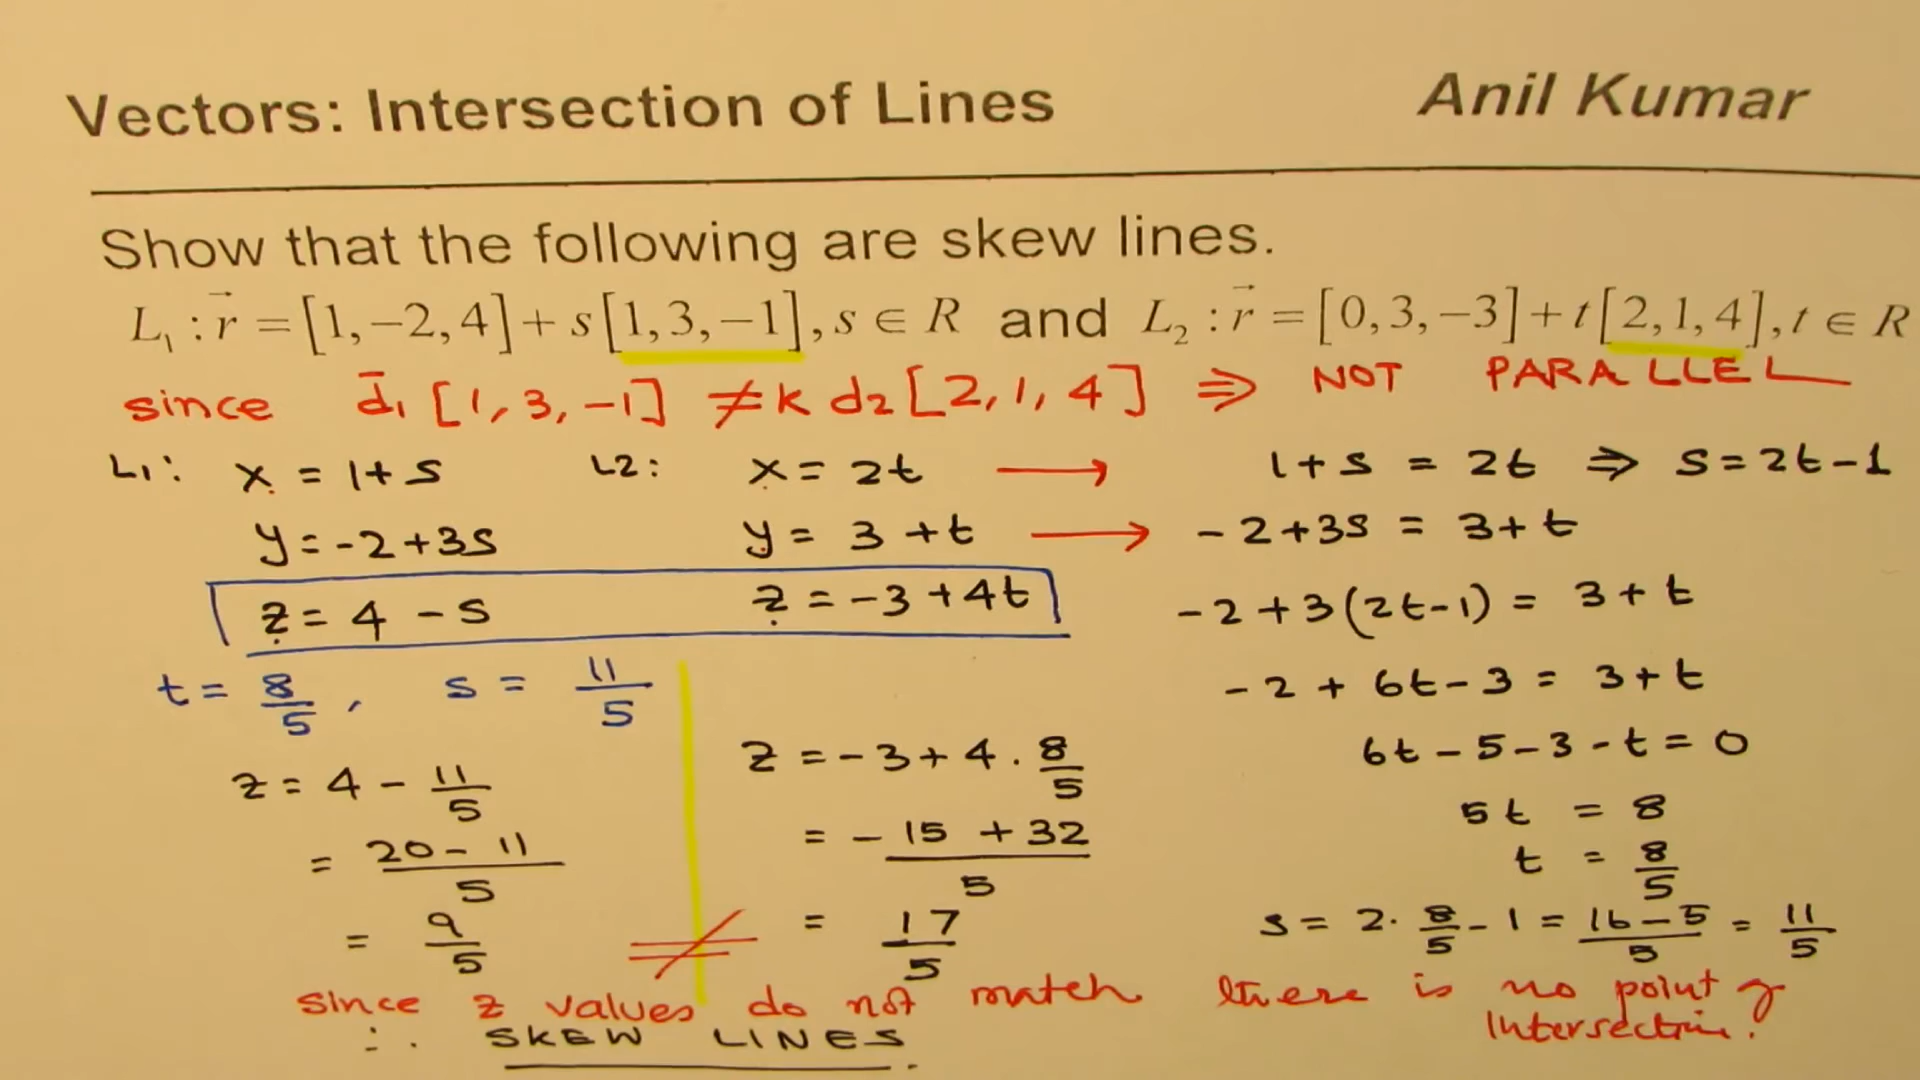 Vectors: Intersection of Lines
Anil Kumar
Show that the following are skew lines.
L₁ : r⃗ = [1, −2, 4] + s[1, 3, −1], s ∈ R and L₂ : r⃗ = [0, 3, −3] + t[2, 1, 4], t ∈ R
since d̄₁ [1, 3, −1] ≠ k d₂ [2, 1, 4] ⇒ NOT PARALLEL
L1: x = 1 + s L2: x = 2t → 1 + s = 2t ⇒ s = 2t − 1
y = −2 + 3s y = 3 + t → −2 + 3s = 3 + t
z = 4 − s z = −3 + 4t
−2 + 3(2t − 1) = 3 + t
−2 + 6t − 3 = 3 + t
6t − 5 − 3 − t = 0
5t = 8
t = 8/5
s = 2 · 8/5 − 1 = (16 − 5)/5 = 11/5
t = 8/5, s = 11/5
z = 4 − 11/5
= (20 − 11)/5
= 9/5
≠
z = −3 + 4 · 8/5
= (−15 + 32)/5
= 17/5
since z values do not match there is no point of
Intersection.
∴ SKEW LINES.